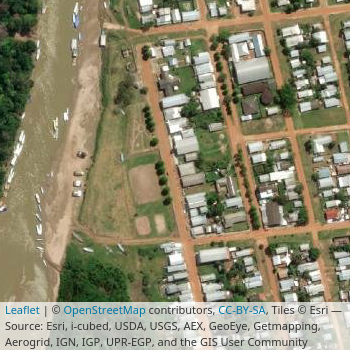 Leaflet | © OpenStreetMap contributors, CC-BY-SA, Tiles © Esri —
Source: Esri, i-cubed, USDA, USGS, AEX, GeoEye, Getmapping,
Aerogrid, IGN, IGP, UPR-EGP, and the GIS User Community